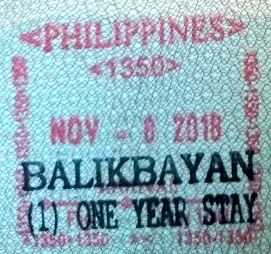 <PHILIPPINES>
<1350>
NOV - 8 2018
BALIKBAYAN
(1) ONE YEAR STAY